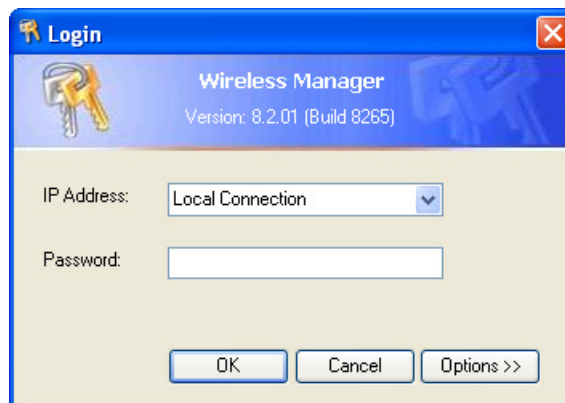 Login
Wireless Manager
Version: 8.2.01 (Build 8265)
IP Address: Local Connection
Password:
OK Cancel Options >>